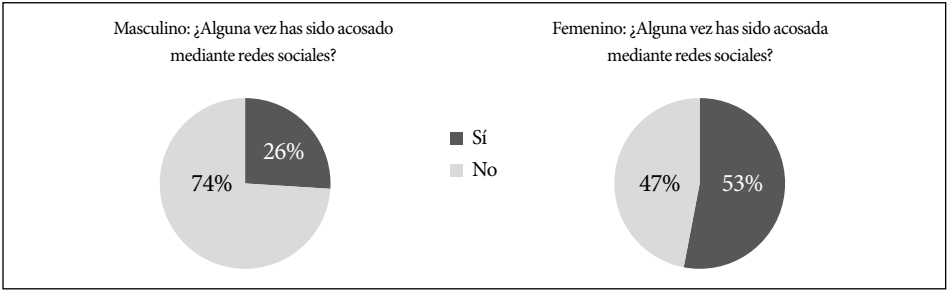 Masculino: ¿Alguna vez has sido acosado
mediante redes sociales?
26%
74%
Sí
No
Femenino: ¿Alguna vez has sido acosada
mediante redes sociales?
47%
53%